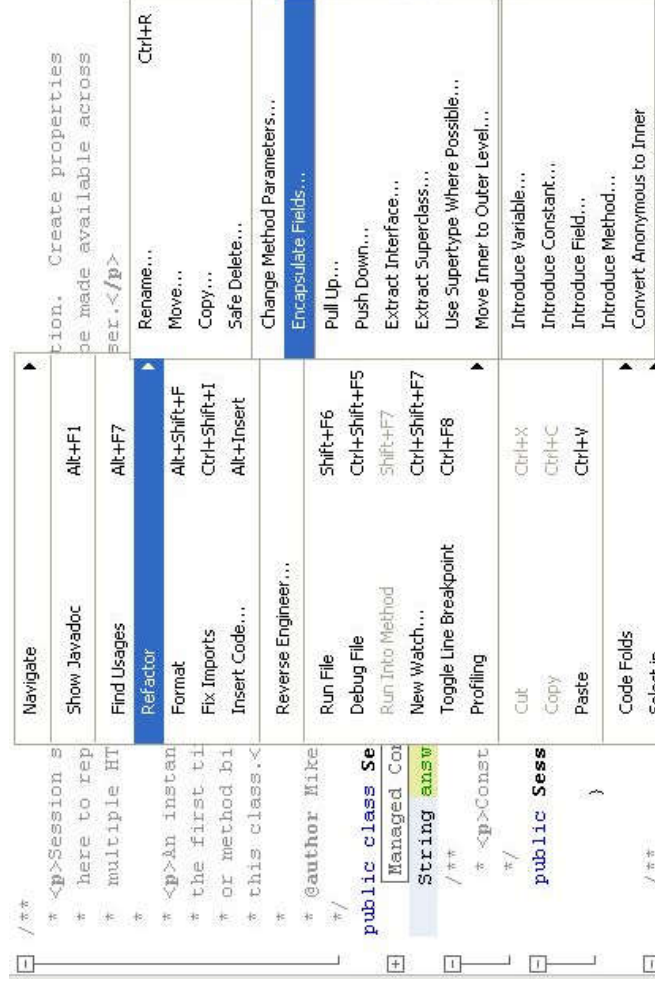 /**
* <p>Session s
* here to rep
* multiple HT
*
* <p>An instan
* the first ti
* or method bi
* this class.<
*
* @author Mike
*/
public class Se
Managed Co
String answ
/**
* <p>Const
*/
public Sess
}
/**
tion. Create properties
be made available across
ser.</p>
Navigate
Show Javadoc Alt+F1
Find Usages Alt+F7
Refactor
Format Alt+Shift+F
Fix Imports Ctrl+Shift+I
Insert Code... Alt+Insert
Reverse Engineer...
Run File Shift+F6
Debug File Ctrl+Shift+F5
Run Into Method Shift+F7
New Watch... Ctrl+Shift+F7
Toggle Line Breakpoint Ctrl+F8
Profiling
Cut Ctrl+X
Copy Ctrl+C
Paste Ctrl+V
Code Folds
Select in
Rename... Ctrl+R
Move...
Copy...
Safe Delete...
Change Method Parameters...
Encapsulate Fields...
Pull Up...
Push Down...
Extract Interface...
Extract Superclass...
Use Supertype Where Possible...
Move Inner to Outer Level...
Introduce Variable...
Introduce Constant...
Introduce Field...
Introduce Method...
Convert Anonymous to Inner